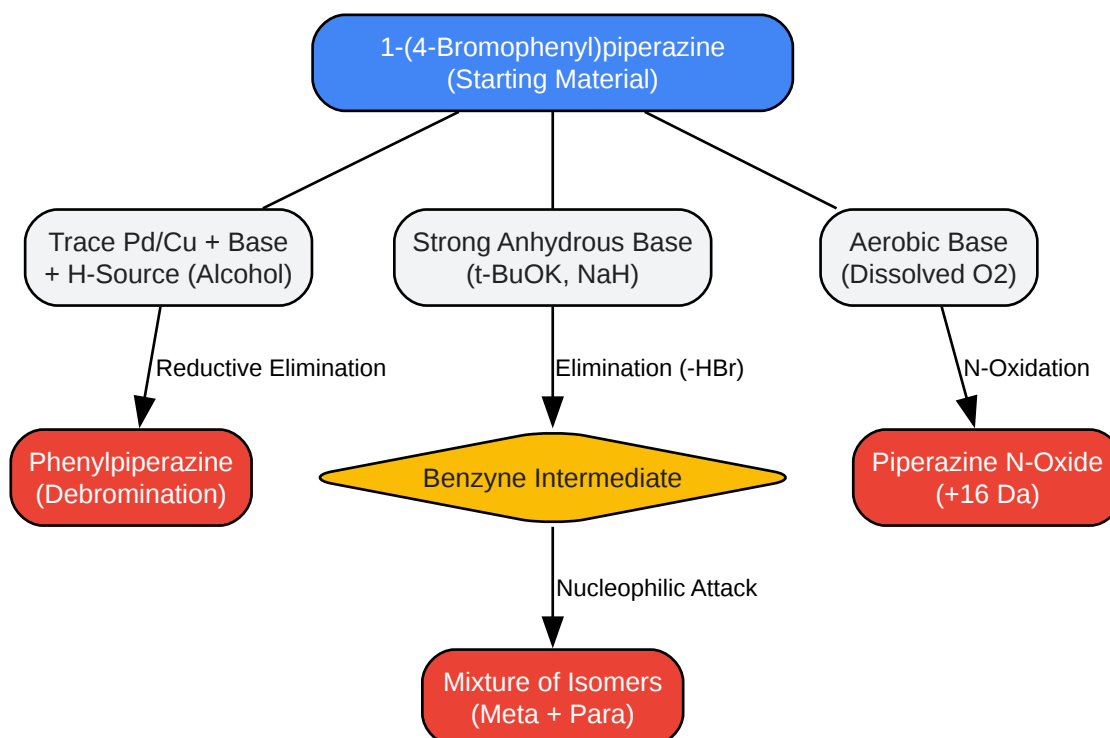 1-(4-Bromophenyl)piperazine
(Starting Material)
Trace Pd/Cu + Base
+ H-Source (Alcohol)
Strong Anhydrous Base
(t-BuOK, NaH)
Aerobic Base
(Dissolved O2)
Reductive Elimination
Elimination (-HBr)
N-Oxidation
Phenylpiperazine
(Debromination)
Benzyne Intermediate
Piperazine N-Oxide
(+16 Da)
Nucleophilic Attack
Mixture of Isomers
(Meta + Para)